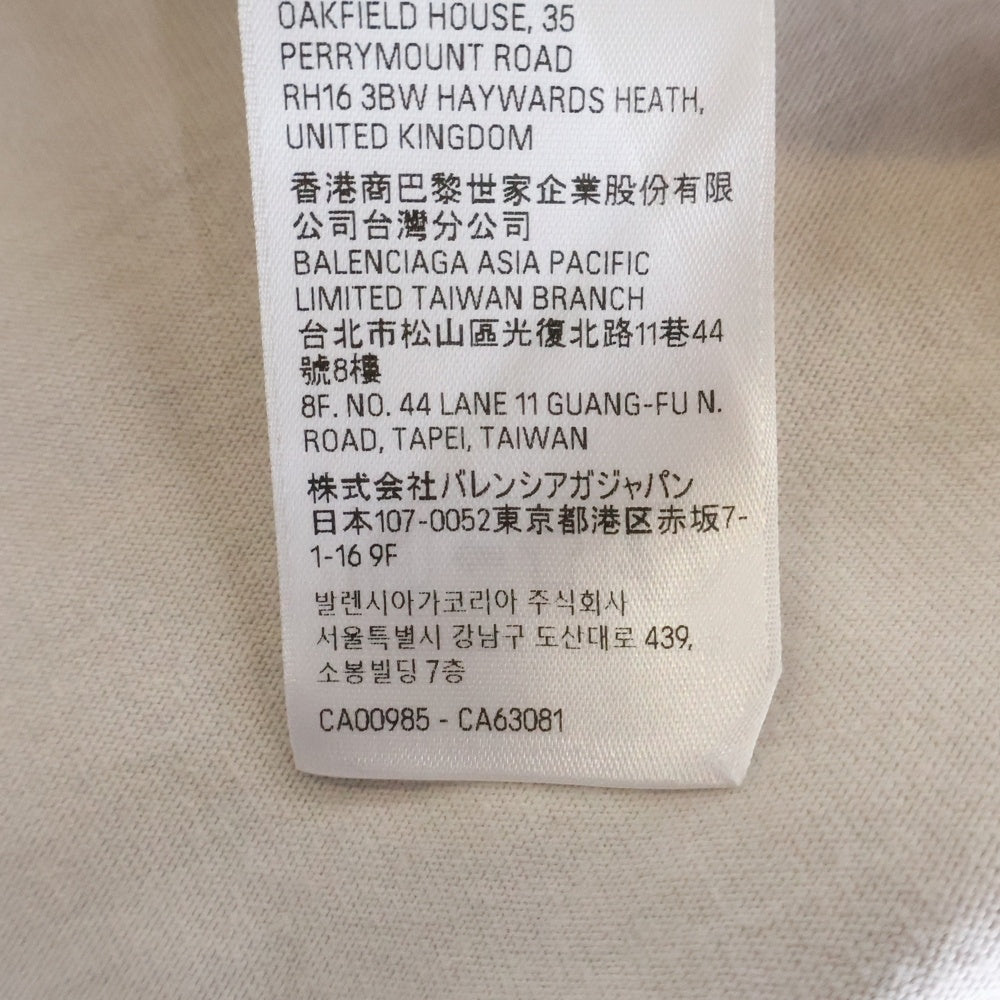 OAKFIELD HOUSE, 35
PERRYMOUNT ROAD
RH16 3BW HAYWARDS HEATH,
UNITED KINGDOM
香港商巴黎世家企業股份有限
公司台灣分公司
BALENCIAGA ASIA PACIFIC
LIMITED TAIWAN BRANCH
台北市松山區光復北路11巷44
號8樓
8F. NO. 44 LANE 11 GUANG-FU N.
ROAD, TAPEI, TAIWAN
株式会社バレンシアガジャパン
日本107-0052東京都港区赤坂7-
1-16 9F
발렌시아가코리아 주식회사
서울특별시 강남구 도산대로 439,
소봉빌딩 7층
CA00985 - CA63081